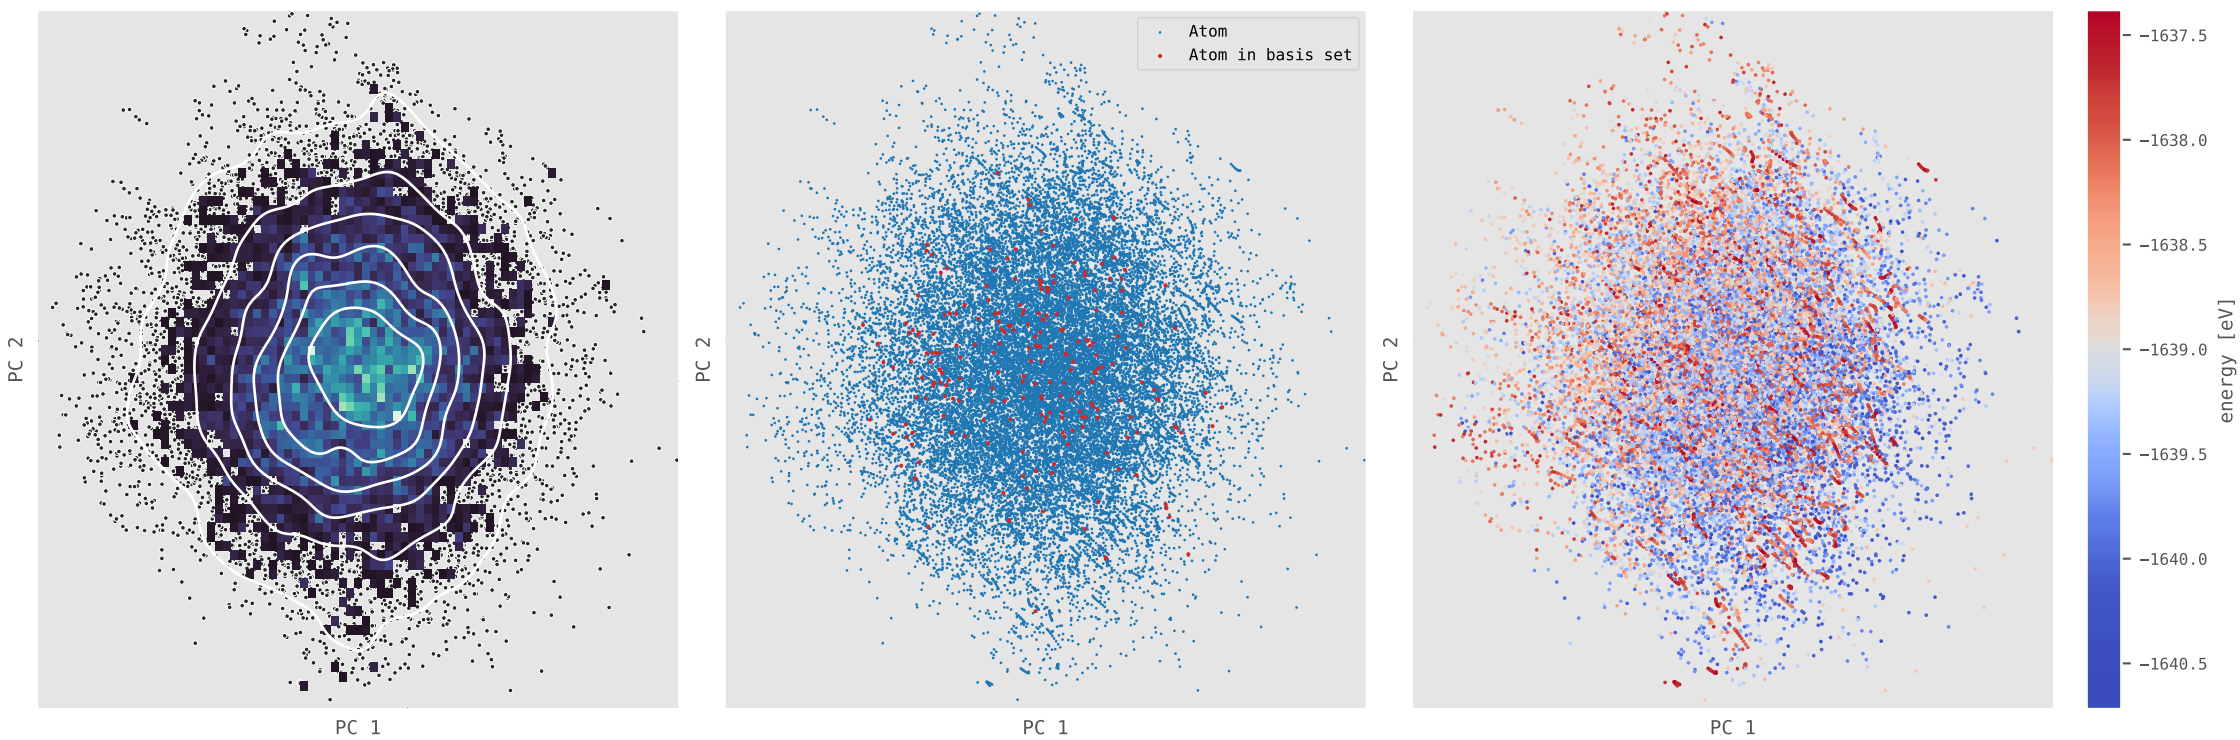 PC 2
PC 1
Atom
Atom in basis set
PC 2
PC 1
PC 2
PC 1
−1637.5
−1638.0
−1638.5
−1639.0
−1639.5
−1640.0
−1640.5
energy [eV]